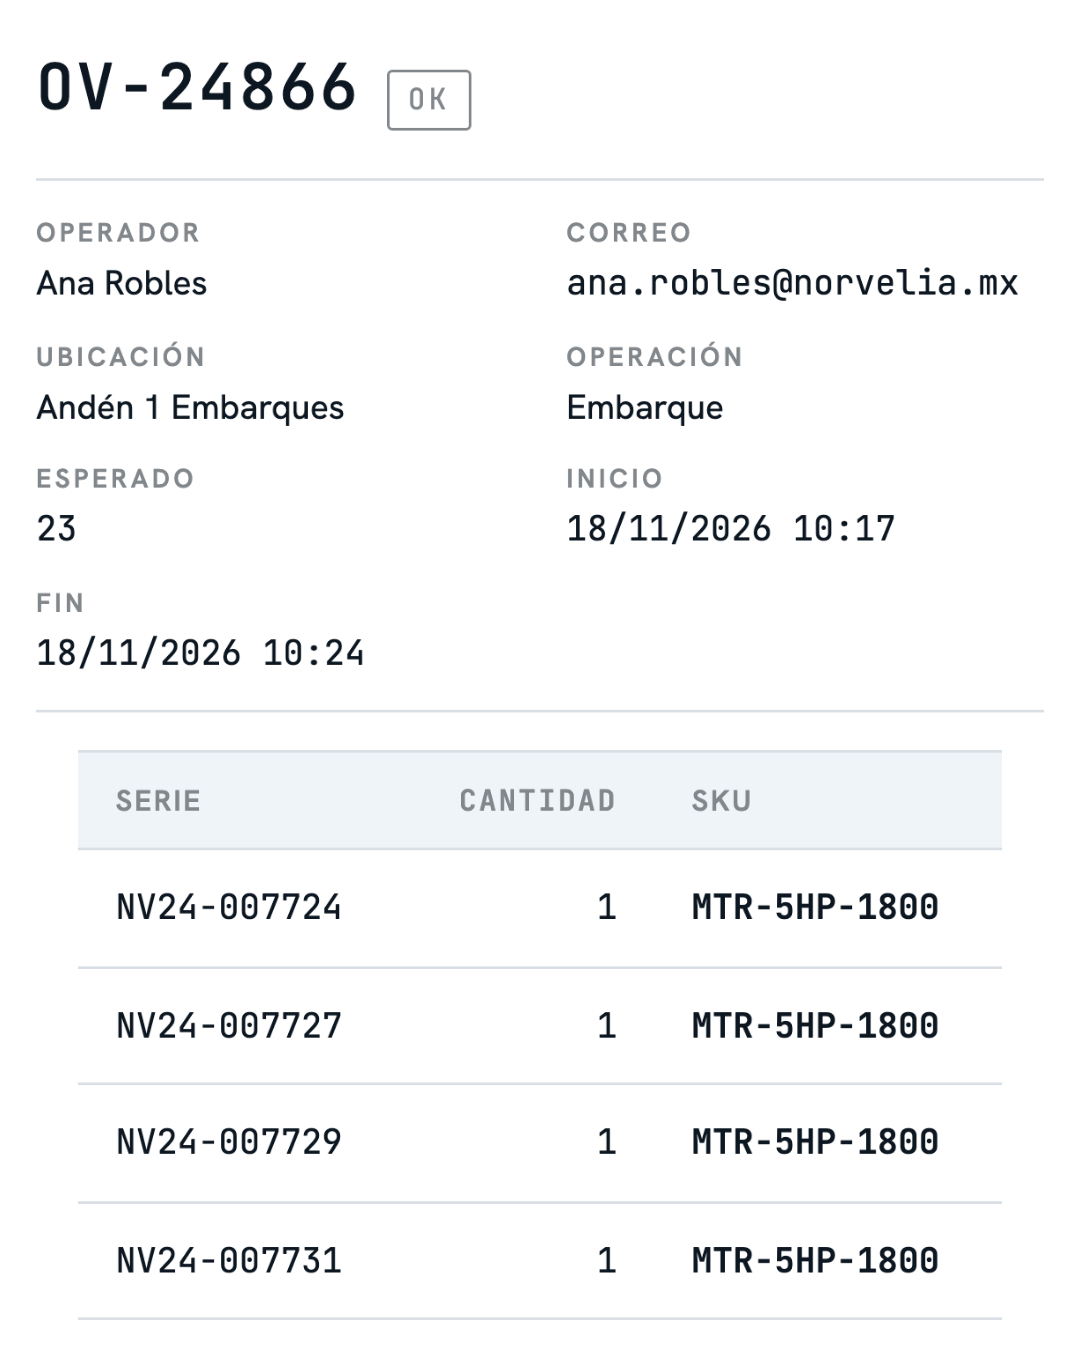 OV-24866 OK
OPERADOR CORREO
Ana Robles ana.robles@norvelia.mx
UBICACIÓN OPERACIÓN
Andén 1 Embarques Embarque
ESPERADO INICIO
23 18/11/2026 10:17
FIN
18/11/2026 10:24
SERIE CANTIDAD SKU
NV24-007724 1 MTR-5HP-1800
NV24-007727 1 MTR-5HP-1800
NV24-007729 1 MTR-5HP-1800
NV24-007731 1 MTR-5HP-1800